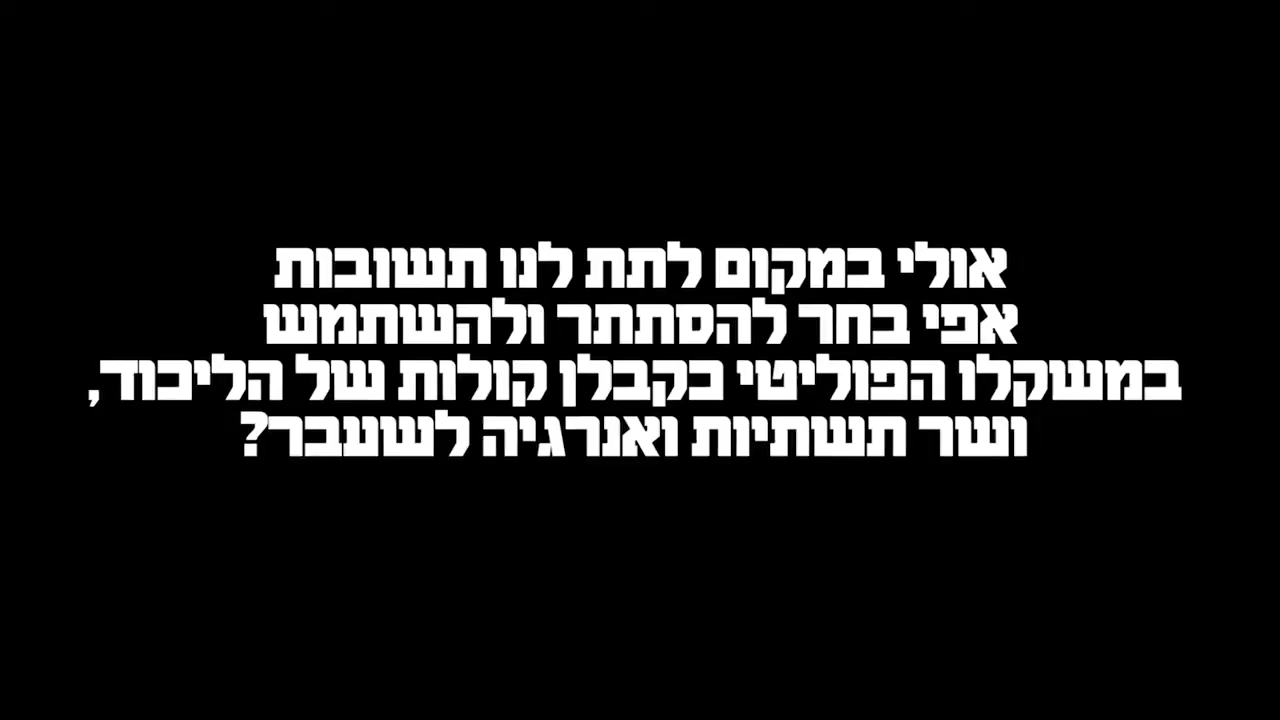 אולי במקום לתת לנו תשובות
אפי בחר להסתתר ולהשתמש
במשקלו הפוליטי כקבלן קולות של הליכוד,
ושר תשתיות ואנרגיה לשעבר?